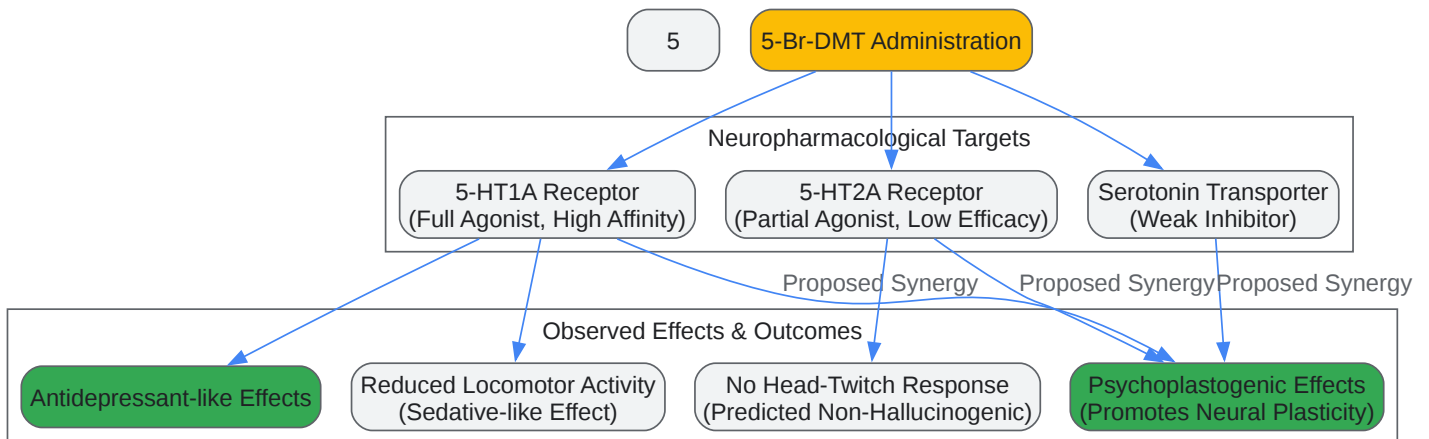 5
5-Br-DMT Administration
Neuropharmacological Targets
5-HT1A Receptor
(Full Agonist, High Affinity)
5-HT2A Receptor
(Partial Agonist, Low Efficacy)
Serotonin Transporter
(Weak Inhibitor)
Proposed Synergy
Proposed Synergy
Proposed Synergy
Observed Effects & Outcomes
Antidepressant-like Effects
Reduced Locomotor Activity
(Sedative-like Effect)
No Head-Twitch Response
(Predicted Non-Hallucinogenic)
Psychoplastogenic Effects
(Promotes Neural Plasticity)